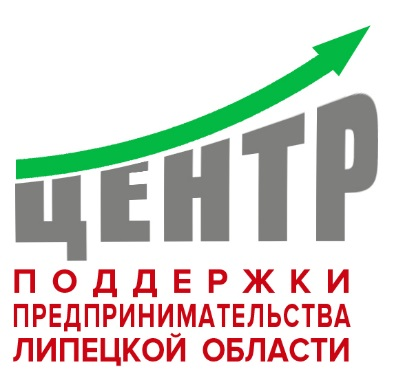 ЦЕНТР
ПОДДЕРЖКИ
ПРЕДПРИНИМАТЕЛЬСТВА
ЛИПЕЦКОЙ ОБЛАСТИ